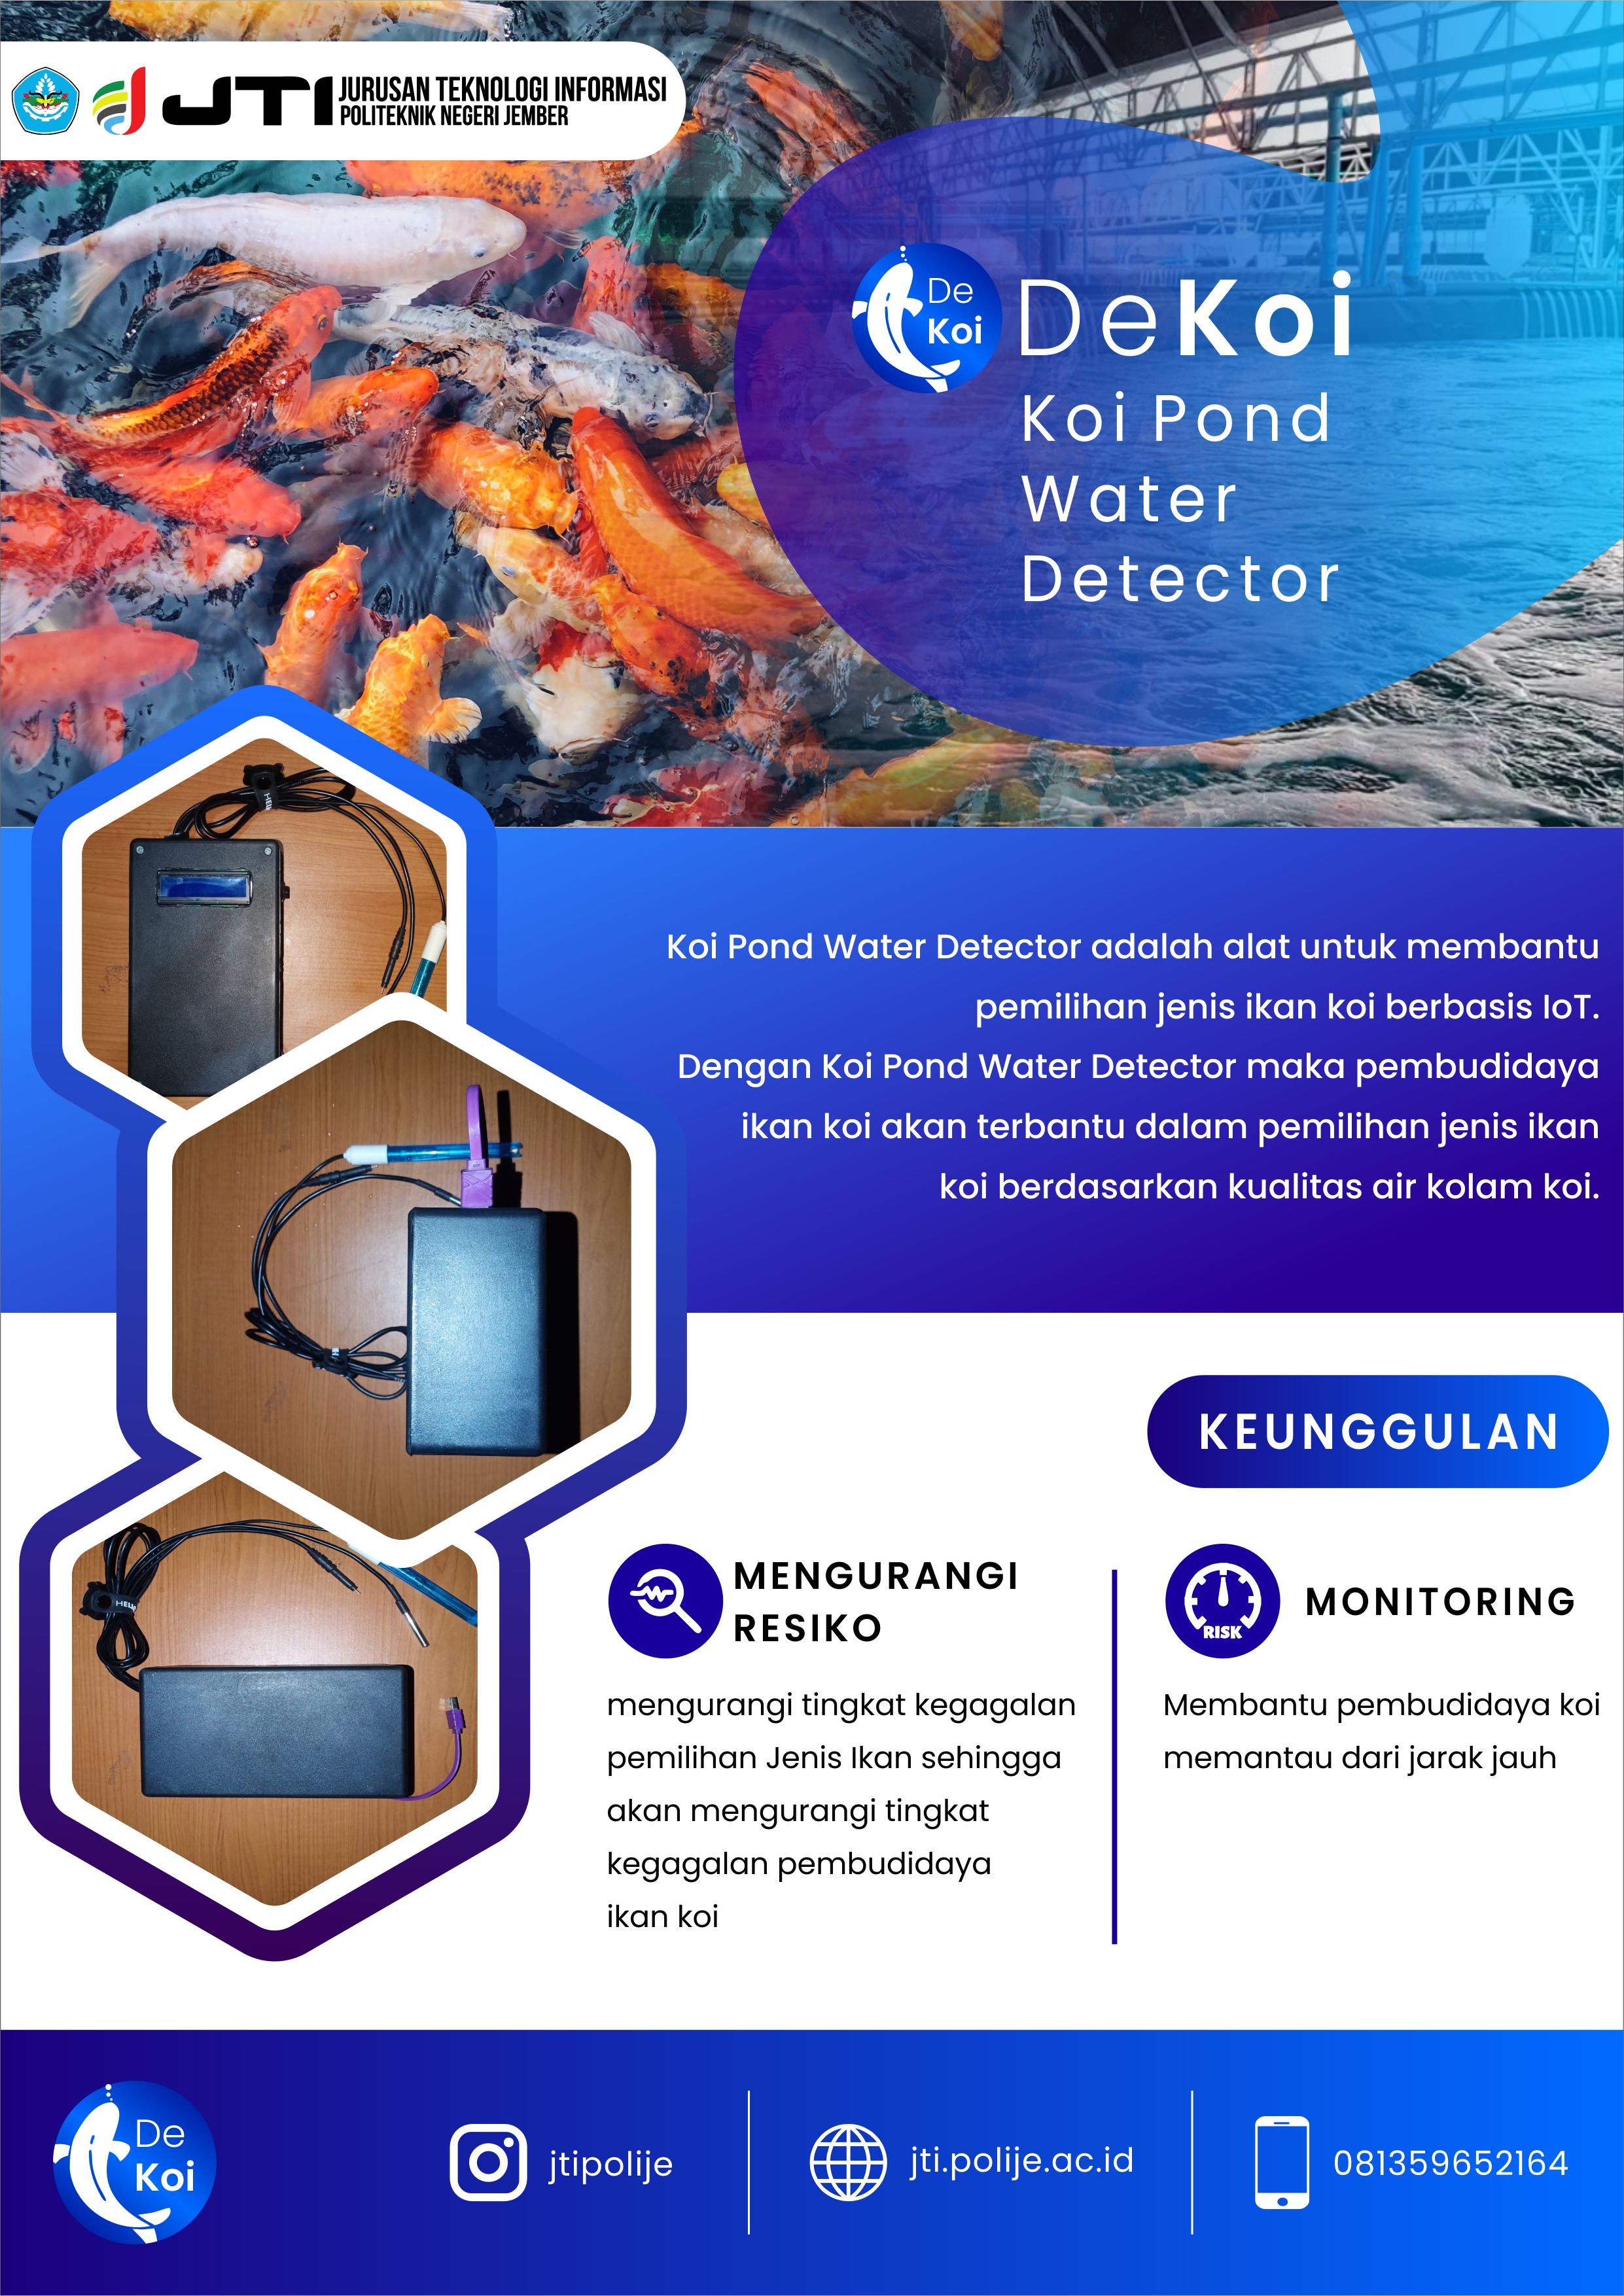 JTI
JURUSAN TEKNOLOGI INFORMASI
POLITEKNIK NEGERI JEMBER
De
Koi
DeKoi
Koi Pond
Water
Detector
Koi Pond Water Detector adalah alat untuk membantu
pemilihan jenis ikan koi berbasis IoT.
Dengan Koi Pond Water Detector maka pembudidaya
ikan koi akan terbantu dalam pemilihan jenis ikan
koi berdasarkan kualitas air kolam koi.
KEUNGGULAN
MENGURANGI
RESIKO
mengurangi tingkat kegagalan
pemilihan Jenis Ikan sehingga
akan mengurangi tingkat
kegagalan pembudidaya
ikan koi
RISK
MONITORING
Membantu pembudidaya koi
memantau dari jarak jauh
De
Koi
jtipolije
jti.polije.ac.id
081359652164